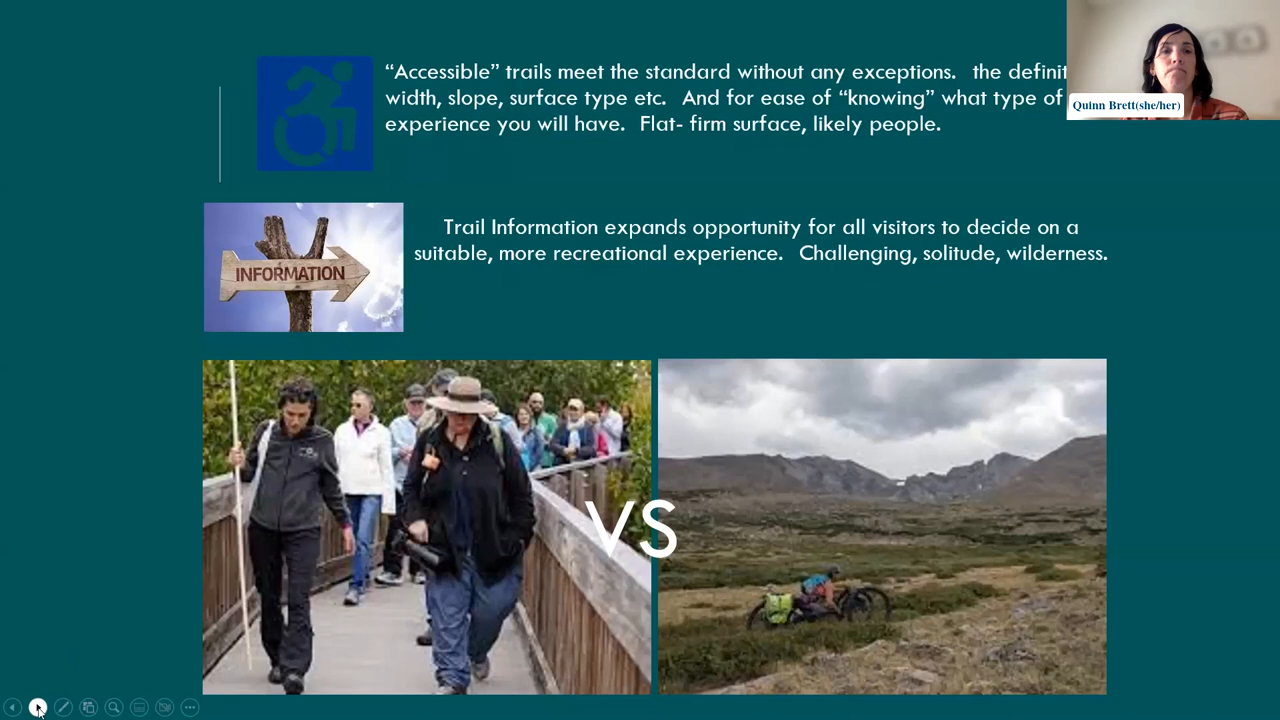 “Accessible” trails meet the standard without any exceptions. the definit
width, slope, surface type etc. And for ease of “knowing” what type of
experience you will have. Flat- firm surface, likely people.
Quinn Brett(she/her)
Trail Information expands opportunity for all visitors to decide on a
suitable, more recreational experience. Challenging, solitude, wilderness.
INFORMATION
VS